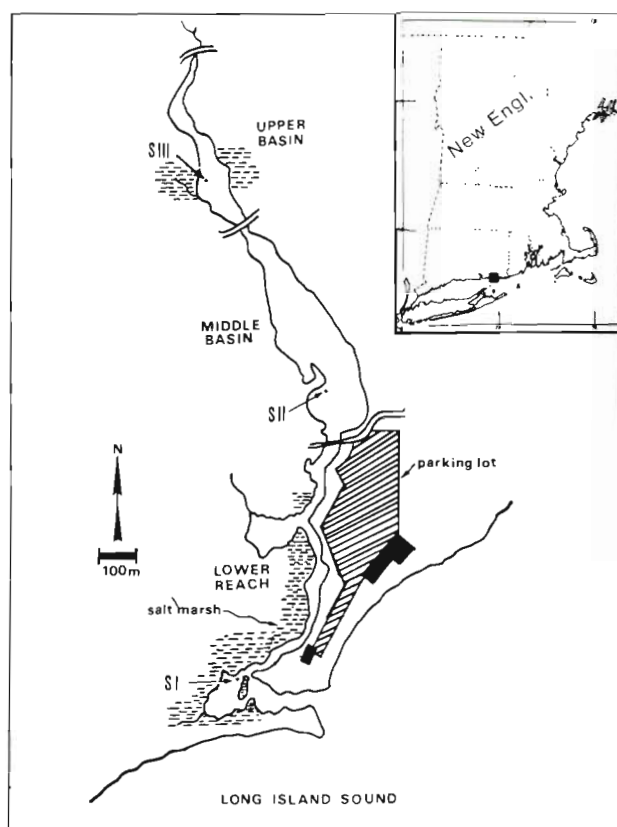 New Engl.
UPPER
BASIN
SIII
MIDDLE
BASIN
SII
N
parking lot
100m
LOWER
REACH
salt marsh
SI
LONG ISLAND SOUND